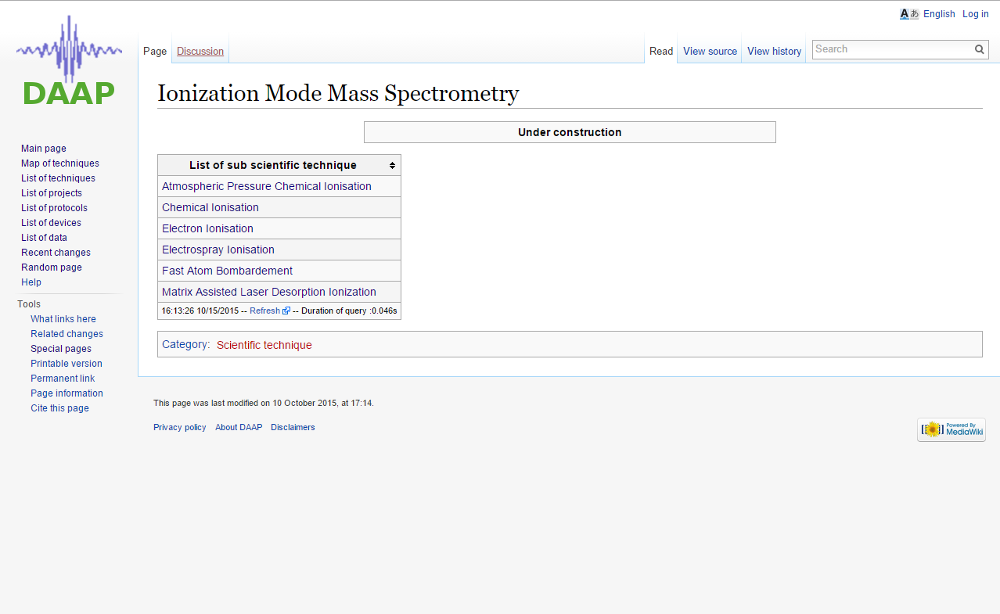 English Log in
DAAP
Page Discussion Read View source View history Search
Ionization Mode Mass Spectrometry
Under construction
List of sub scientific technique
Atmospheric Pressure Chemical Ionisation
Chemical Ionisation
Electron Ionisation
Electrospray Ionisation
Fast Atom Bombardement
Matrix Assisted Laser Desorption Ionization
16:13:26 10/15/2015 -- Refresh -- Duration of query :0.046s
Category: Scientific technique
Main page
Map of techniques
List of techniques
List of projects
List of protocols
List of devices
List of data
Recent changes
Random page
Help
Tools
What links here
Related changes
Special pages
Printable version
Permanent link
Page information
Cite this page
This page was last modified on 10 October 2015, at 17:14.
Privacy policy About DAAP Disclaimers
Powered By
MediaWiki